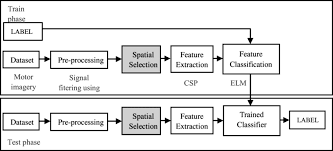 Train
phase
LABEL
Dataset
Pre-processing
Spatial
Selection
Feature
Extraction
Feature
Classification
Motor
imagery
Signal
fitering using
CSP
ELM
Dataset
Pre-processing
Spatial
Selection
Feature
Extraction
Trained
Classifier
LABEL
Test phase